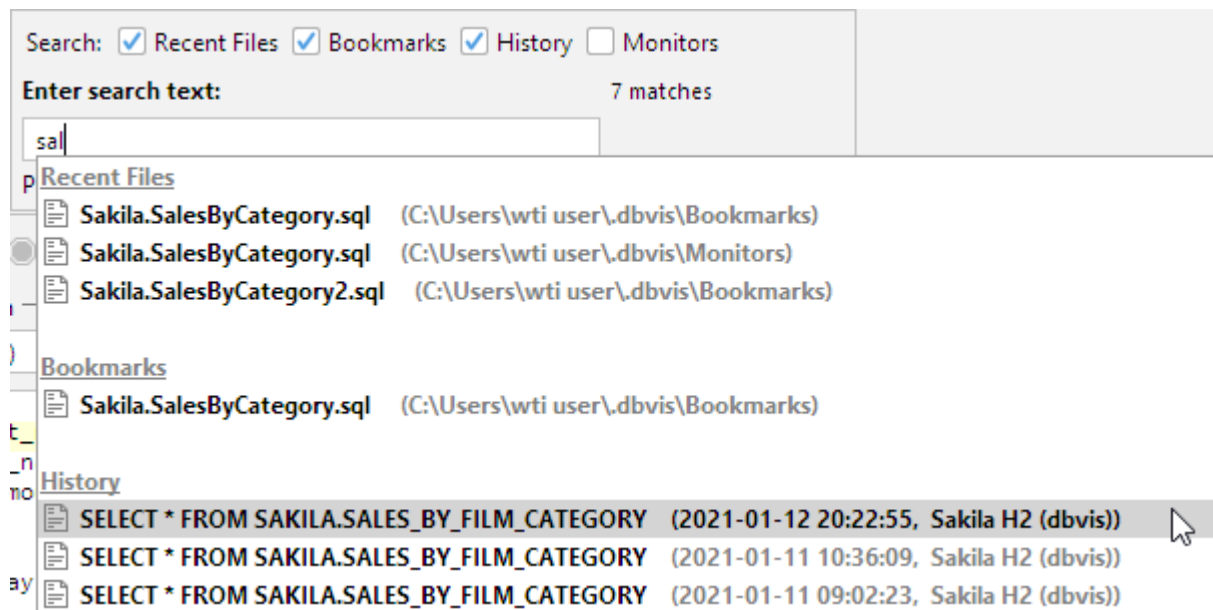 Search: Recent Files Bookmarks History Monitors
Enter search text: 7 matches
sal
Recent Files
Sakila.SalesByCategory.sql (C:\Users\wti user\.dbvis\Bookmarks)
Sakila.SalesByCategory.sql (C:\Users\wti user\.dbvis\Monitors)
Sakila.SalesByCategory2.sql (C:\Users\wti user\.dbvis\Bookmarks)
Bookmarks
Sakila.SalesByCategory.sql (C:\Users\wti user\.dbvis\Bookmarks)
History
SELECT * FROM SAKILA.SALES_BY_FILM_CATEGORY (2021-01-12 20:22:55, Sakila H2 (dbvis))
SELECT * FROM SAKILA.SALES_BY_FILM_CATEGORY (2021-01-11 10:36:09, Sakila H2 (dbvis))
SELECT * FROM SAKILA.SALES_BY_FILM_CATEGORY (2021-01-11 09:02:23, Sakila H2 (dbvis))